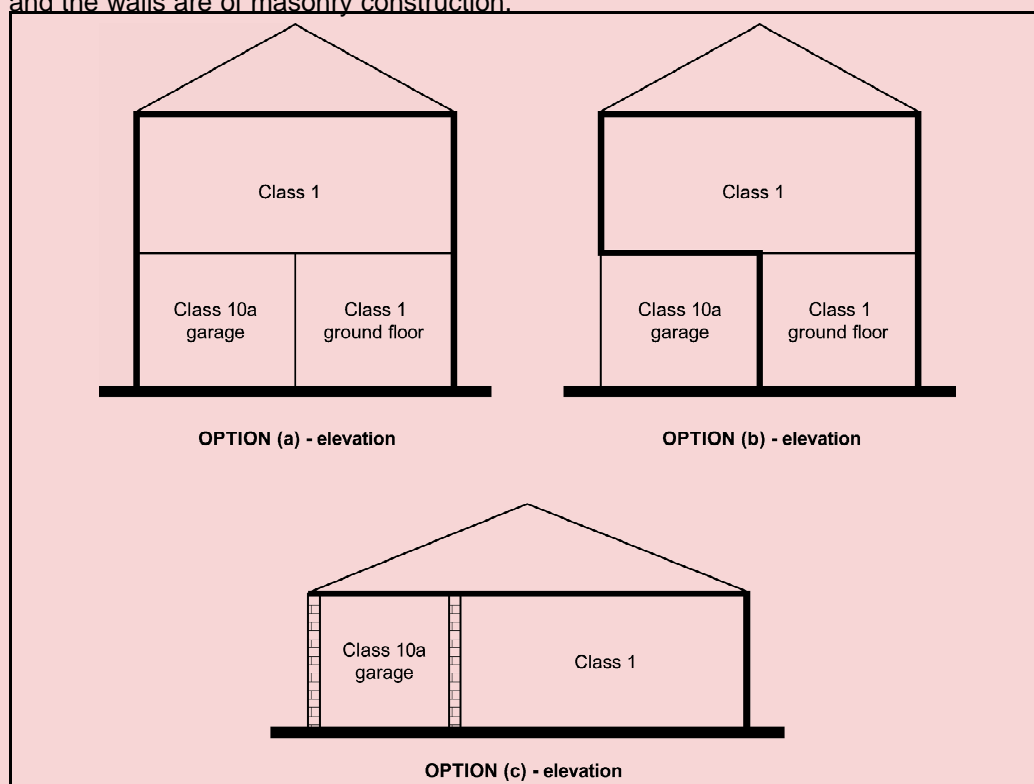 and the walls are of masonry construction.
Class 1
Class 1
Class 10a
garage
Class 1
ground floor
Class 10a
garage
Class 1
ground floor
OPTION (a) - elevation
OPTION (b) - elevation
Class 10a
garage
Class 1
OPTION (c) - elevation